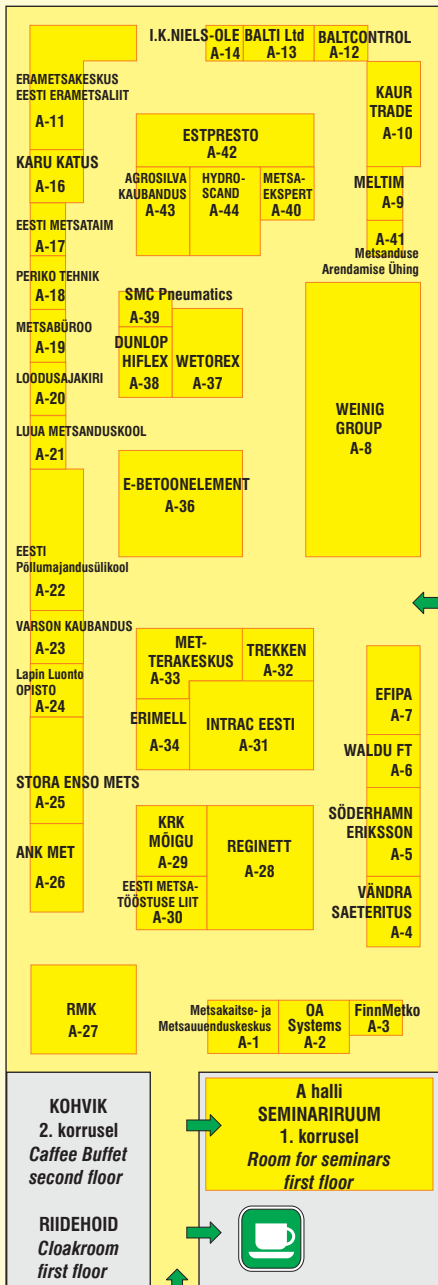 I.K.NIELS-OLE
A-14
BALTI Ltd
A-13
BALTCONTROL
A-12
ERAMETSAKESKUS
EESTI ERAMETSALIIT
A-11
KAUR
TRADE
A-10
ESTPRESTO
A-42
KARU KATUS
A-16
AGROSILVA
KAUBANDUS
A-43
HYDRO-
SCAND
A-44
METSA-
EKSPERT
A-40
MELTIM
A-9
EESTI METSATAIM
A-17
A-41
Metsanduse
Arendamise Ühing
PERIKO TEHNIK
A-18
SMC Pneumatics
A-39
METSABÜROO
A-19
DUNLOP
HIFLEX
A-38
WETOREX
A-37
LOODUSAJAKIRI
A-20
WEINIG
GROUP
A-8
LUUA METSANDUSKOOL
A-21
E-BETOONELEMENT
A-36
EESTI
Põllumajandusülikool
A-22
VARSON KAUBANDUS
A-23
MET-
TERAKESKUS
A-33
TREKKEN
A-32
Lapin Luonto
OPISTO
A-24
EFIPA
A-7
ERIMELL
A-34
INTRAC EESTI
A-31
WALDU FT
A-6
STORA ENSO METS
A-25
SÖDERHAMN
ERIKSSON
A-5
KRK
MÕIGU
A-29
REGINETT
A-28
ANK MET
A-26
EESTI METSA-
TÖÖSTUSE LIIT
A-30
VÄNDRA
SAETERITUS
A-4
RMK
A-27
Metsakaitse- ja
Metsauuenduskeskus
A-1
OA
Systems
A-2
FinnMetko
A-3
KOHVIK
2. korrusel
Caffee Buffet
second floor
A halli
SEMINARIRUUM
1. korrusel
Room for seminars
first floor
RIIDEHOID
Cloakroom
first floor